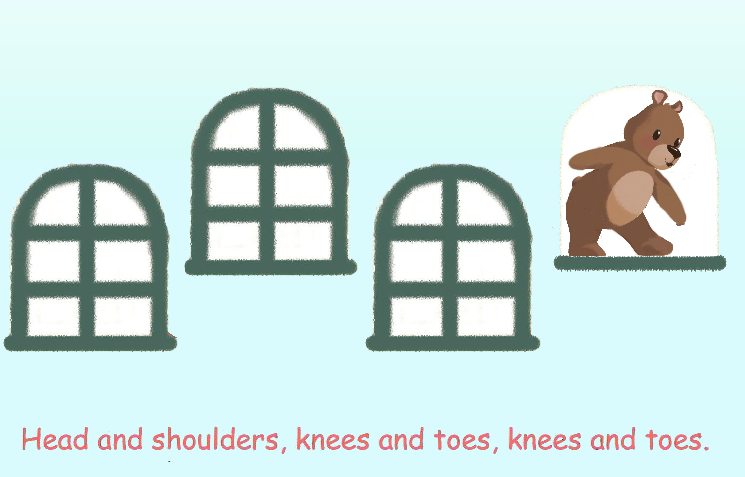 Head and shoulders, knees and toes, knees and toes.